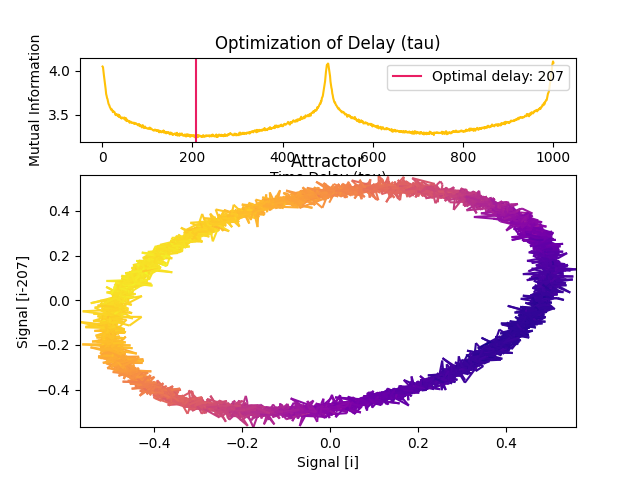 Optimization of Delay (tau)
Mutual Information
4.0
3.5
Optimal delay: 207
0 200 400 600 800 1000
Time Delay (tau)
Attractor
Signal [i-207]
0.4
0.2
0.0
−0.2
−0.4
−0.4 −0.2 0.0 0.2 0.4
Signal [i]